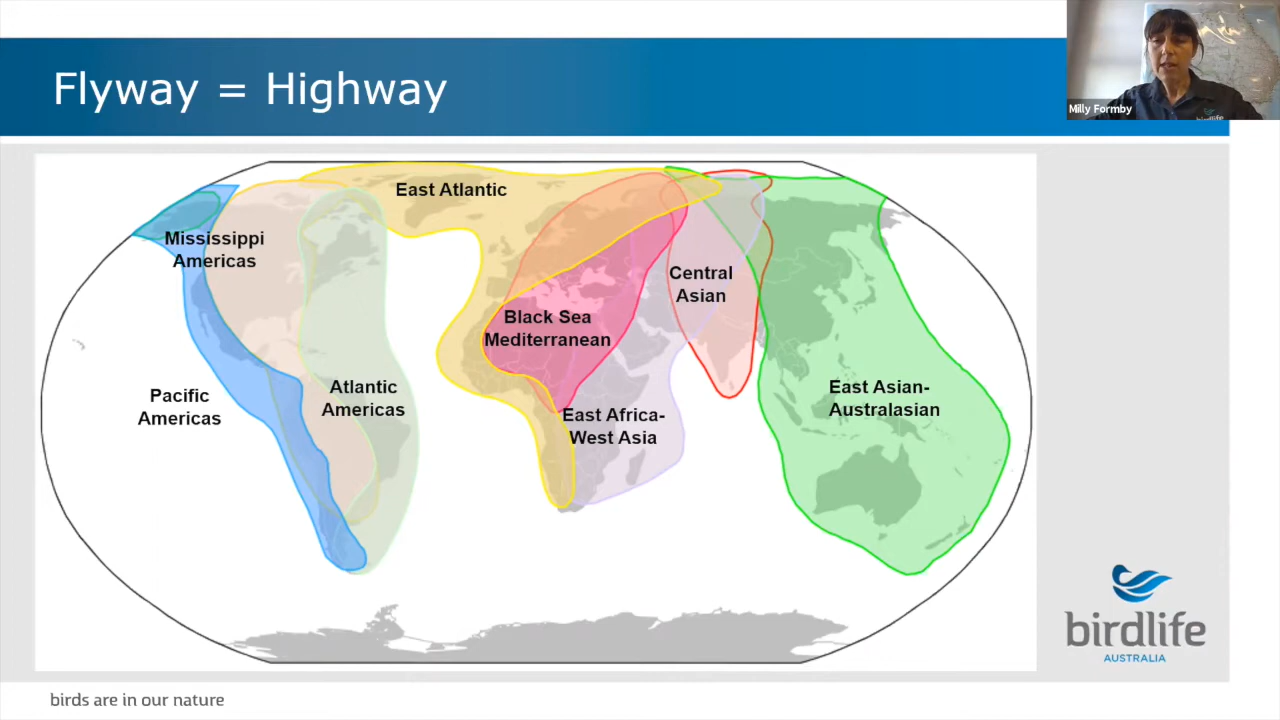 Flyway = Highway
Milly Formby
birdlife
East Atlantic
Mississippi
Americas
Central
Asian
Black Sea
Mediterranean
Pacific
Americas
Atlantic
Americas
East Africa-
West Asia
East Asian-
Australasian
birdlife
AUSTRALIA
birds are in our nature